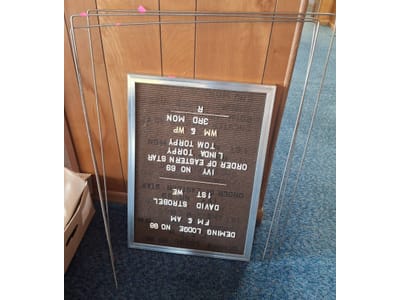 DEMING LODGE NO
FM & AM
DAVID STROBEL
1ST WE
IVY NO 69
ORDER OF EASTERN STAR
LINDA TORPY
TOM TORPY
WM & WP
3RD MON
R